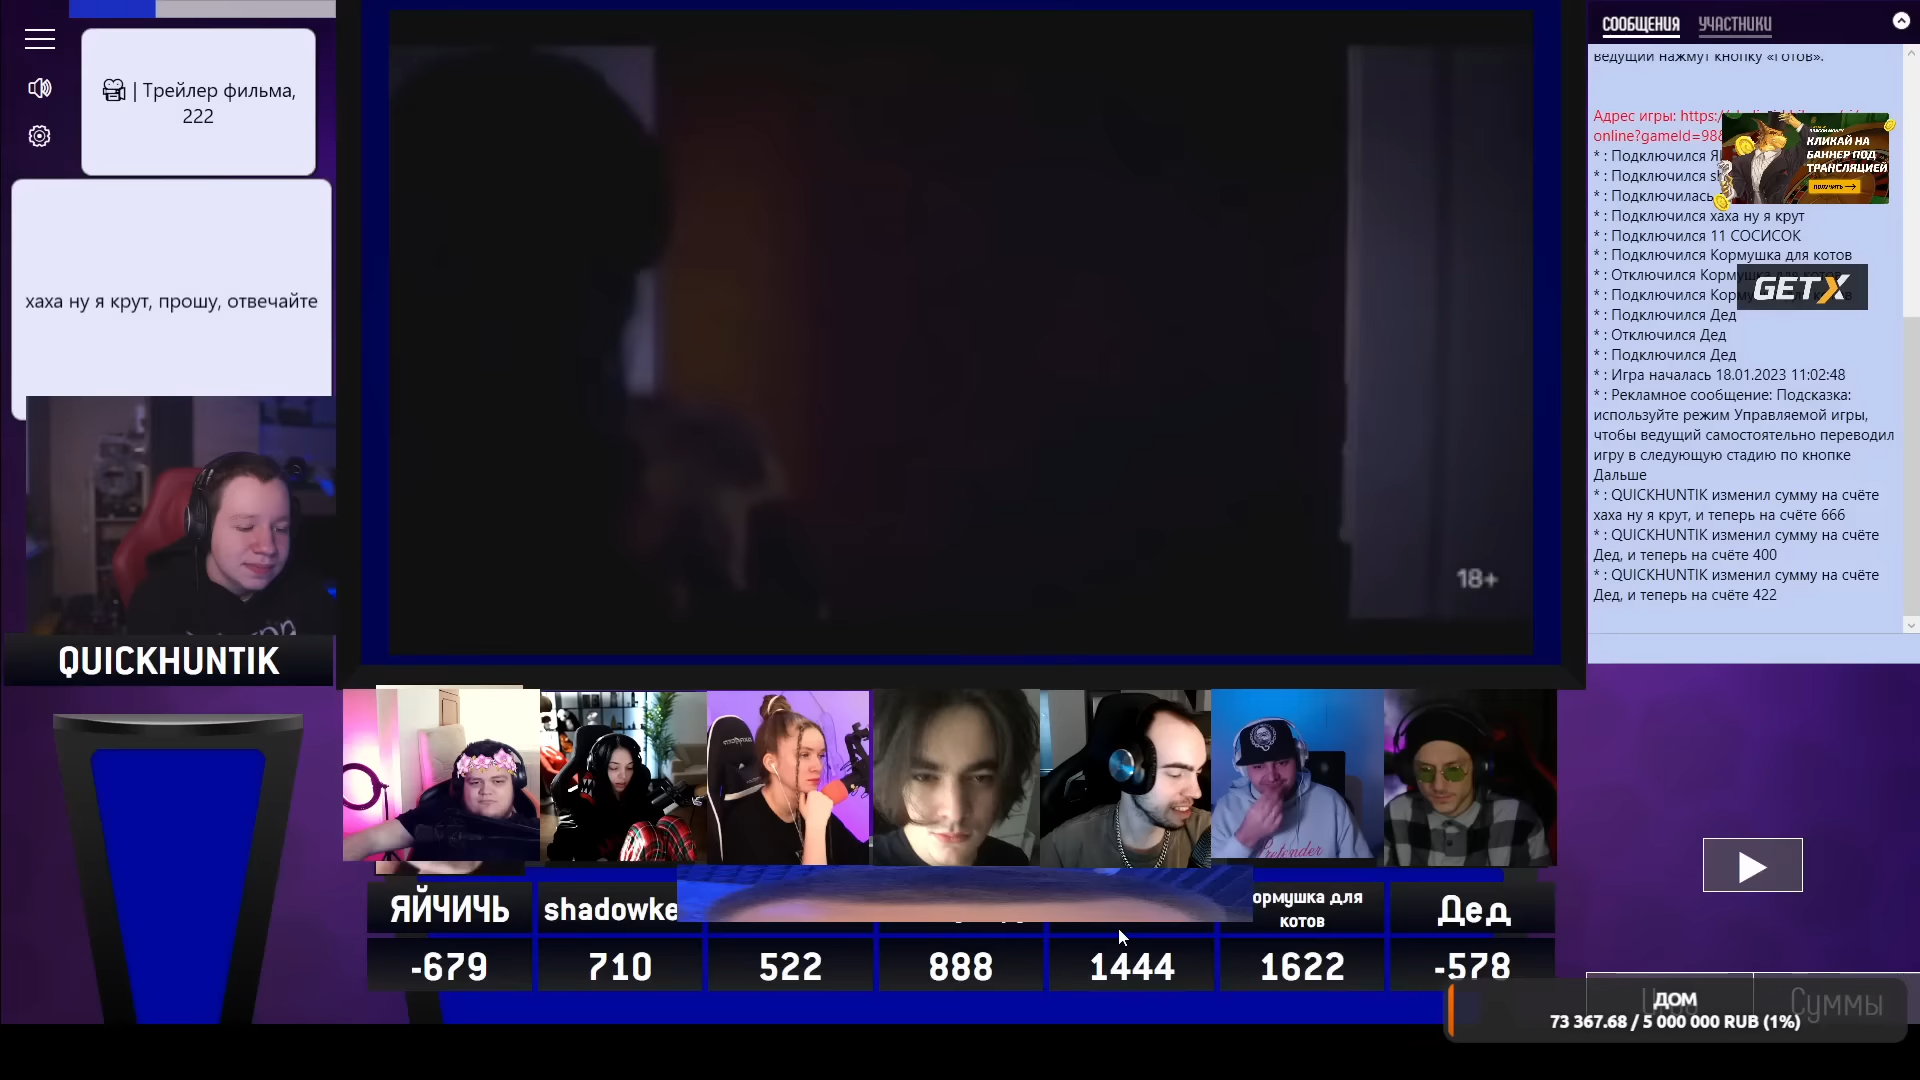 | Трейлер фильма,
222
хаха ну я крут, прошу, отвечайте
QUICKHUNTIK
18+
СООБЩЕНИЯ УЧАСТНИКИ
ведущий нажмут кнопку «Готов».
Адрес игры:
online?gameId=98
КЛИКАЙ НА
БАННЕР ПОД
ТРАНСЛЯЦИЕЙ
ПОЛУЧИТЬ
* : Подключился
* : Подключился
* : Подключилась
* : Подключился хаха ну я крут
* : Подключился 11 СОСИСОК
* : Подключился Кормушка для котов
* : Отключился Кормушка для котов
* : Подключился
GETX
* : Подключился Дед
* : Отключился Дед
* : Подключился Дед
* : Игра началась 18.01.2023 11:02:48
* : Рекламное сообщение: Подсказка:
используйте режим Управляемой игры,
чтобы ведущий самостоятельно переводил
игру в следующую стадию по кнопке
Дальше
* : QUICKHUNTIK изменил сумму на счёте
хаха ну я крут, и теперь на счёте 666
* : QUICKHUNTIK изменил сумму на счёте
Дед, и теперь на счёте 400
* : QUICKHUNTIK изменил сумму на счёте
Дед, и теперь на счёте 422
ЯЙЧИЧЬ shadowke ормушка для
котов Дед
-679 710 522 888 1444 1622 -578
Суммы
ДОМ
73 367.68 / 5 000 000 RUB (1%)